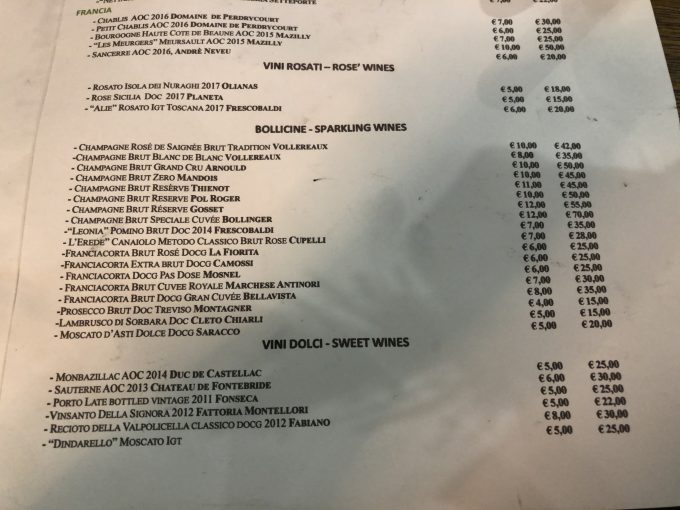 SETTEPORTE
FRANCIA
- CHABLIS AOC 2016 DOMAINE DE PERDRYCOURT € 7,00 € 30,00
- PETIT CHABLIS AOC 2016 DOMAINE DE PERDRYCOURT € 6,00 € 25,00
- BOURGOGNE HAUTE COTE DE BEAUNE AOC 2015 MAZILLY € 7,00 € 25,00
- "LES MEURGERS" MEURSAULT AOC 2015 MAZILLY € 10,00 € 50,00
- SANCERRE AOC 2016, ANDRÉ NEVEU € 6,00 € 20,00
VINI ROSATI – ROSE' WINES
- ROSATO ISOLA DEI NURAGHI 2017 OLIANAS € 5,00 € 18,00
- ROSE SICILIA DOC 2017 PLANETA € 5,00 € 15,00
- "ALIE" ROSATO IGT TOSCANA 2017 FRESCOBALDI € 6,00 € 20,00
BOLLICINE - SPARKLING WINES
- CHAMPAGNE ROSÉ DE SAIGNÉE BRUT TRADITION VOLLEREAUX € 10,00 € 42,00
-CHAMPAGNE BRUT BLANC DE BLANC VOLLEREAUX € 8,00 € 35,00
- CHAMPAGNE BRUT GRAND CRU ARNOULD € 10,00 € 50,00
- CHAMPAGNE BRUT ZERO MANDOIS € 10,00 € 45,00
-CHAMPAGNE BRUT RESÈRVE THIENOT € 11,00 € 45,00
- CHAMPAGNE BRUT RESERVE POL ROGER € 10,00 € 50,00
- CHAMPAGNE BRUT RÉSERVE GOSSET € 12,00 € 55,00
- CHAMPAGNE BRUT SPECIALE CUVÉE BOLLINGER € 12,00 € 70,00
-"LEONIA" POMINO BRUT DOC 2014 FRESCOBALDI € 7,00 € 35,00
- L'EREDE" CANAIOLO METODO CLASSICO BRUT ROSE CUPELLI € 7,00 € 28,00
-FRANCIACORTA BRUT ROSÉ DOCG LA FIORITA € 6,00 € 25,00
-FRANCIACORTA EXTRA BRUT DOCG CAMOSSI € 6,00 € 25,00
- FRANCIACORTA DOCG PAS DOSE MOSNEL € 6,00 € 25,00
- FRANCIACORTA BRUT CUVEE ROYALE MARCHESE ANTINORI € 7,00 € 30,00
- FRANCIACORTA BRUT DOCG GRAN CUVÉE BELLAVISTA € 8,00 € 35,00
-PROSECCO BRUT DOC TREVISO MONTAGNER € 4,00 € 15,00
-LAMBRUSCO DI SORBARA DOC CLETO CHIARLI € 5,00 € 15,00
- MOSCATO D'ASTI DOLCE DOCG SARACCO € 5,00 € 20,00
VINI DOLCI - SWEET WINES
- MONBAZILLAC AOC 2014 DUC DE CASTELLAC € 5,00 € 25,00
- SAUTERNE AOC 2013 CHATEAU DE FONTEBRIDE € 6,00 € 30,00
- PORTO LATE BOTTLED VINTAGE 2011 FONSECA € 5,00 € 25,00
-VINSANTO DELLA SIGNORA 2012 FATTORIA MONTELLORI € 5,00 € 22,00
- RECIOTO DELLA VALPOLICELLA CLASSICO DOCG 2012 FABIANO € 8,00 € 30,00
- "DINDARELLO" MOSCATO IGT € 5,00 € 25,00